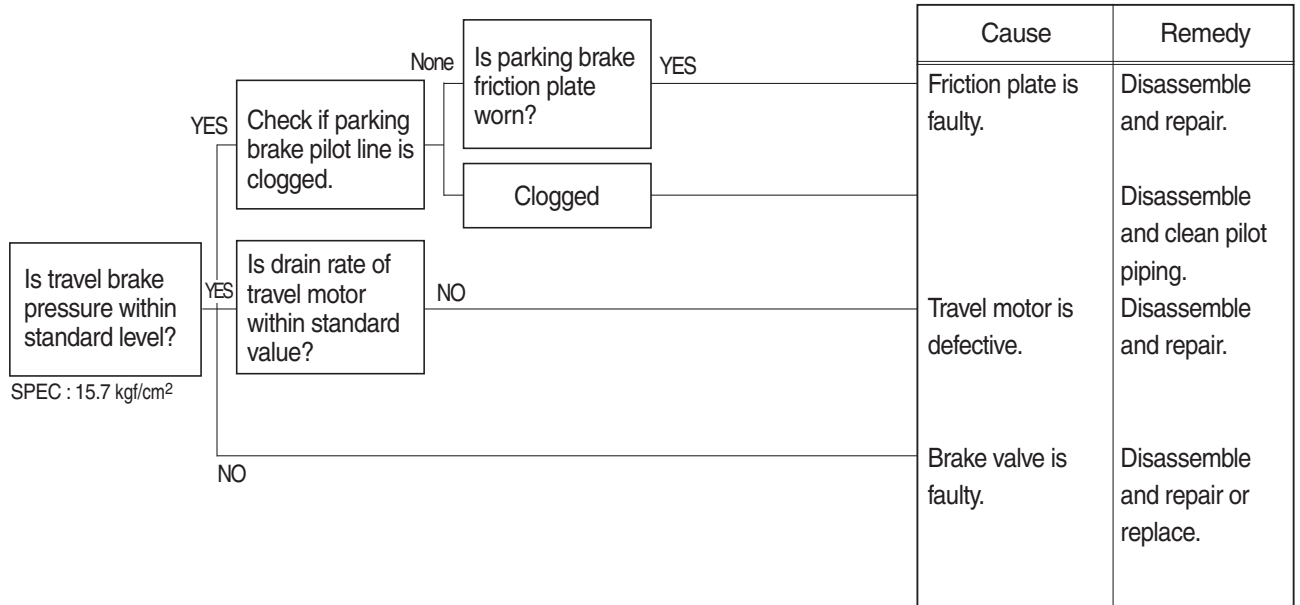 Cause
Remedy
None
Is parking brake
friction plate
worn?
YES
Friction plate is
faulty.
Disassemble
and repair.
YES
Check if parking
brake pilot line is
clogged.
Clogged
Disassemble
and clean pilot
piping.
Is travel brake
pressure within
standard level?
SPEC : 15.7 kgf/cm2
YES
Is drain rate of
travel motor
within standard
value?
NO
Travel motor is
defective.
Disassemble
and repair.
NO
Brake valve is
faulty.
Disassemble
and repair or
replace.